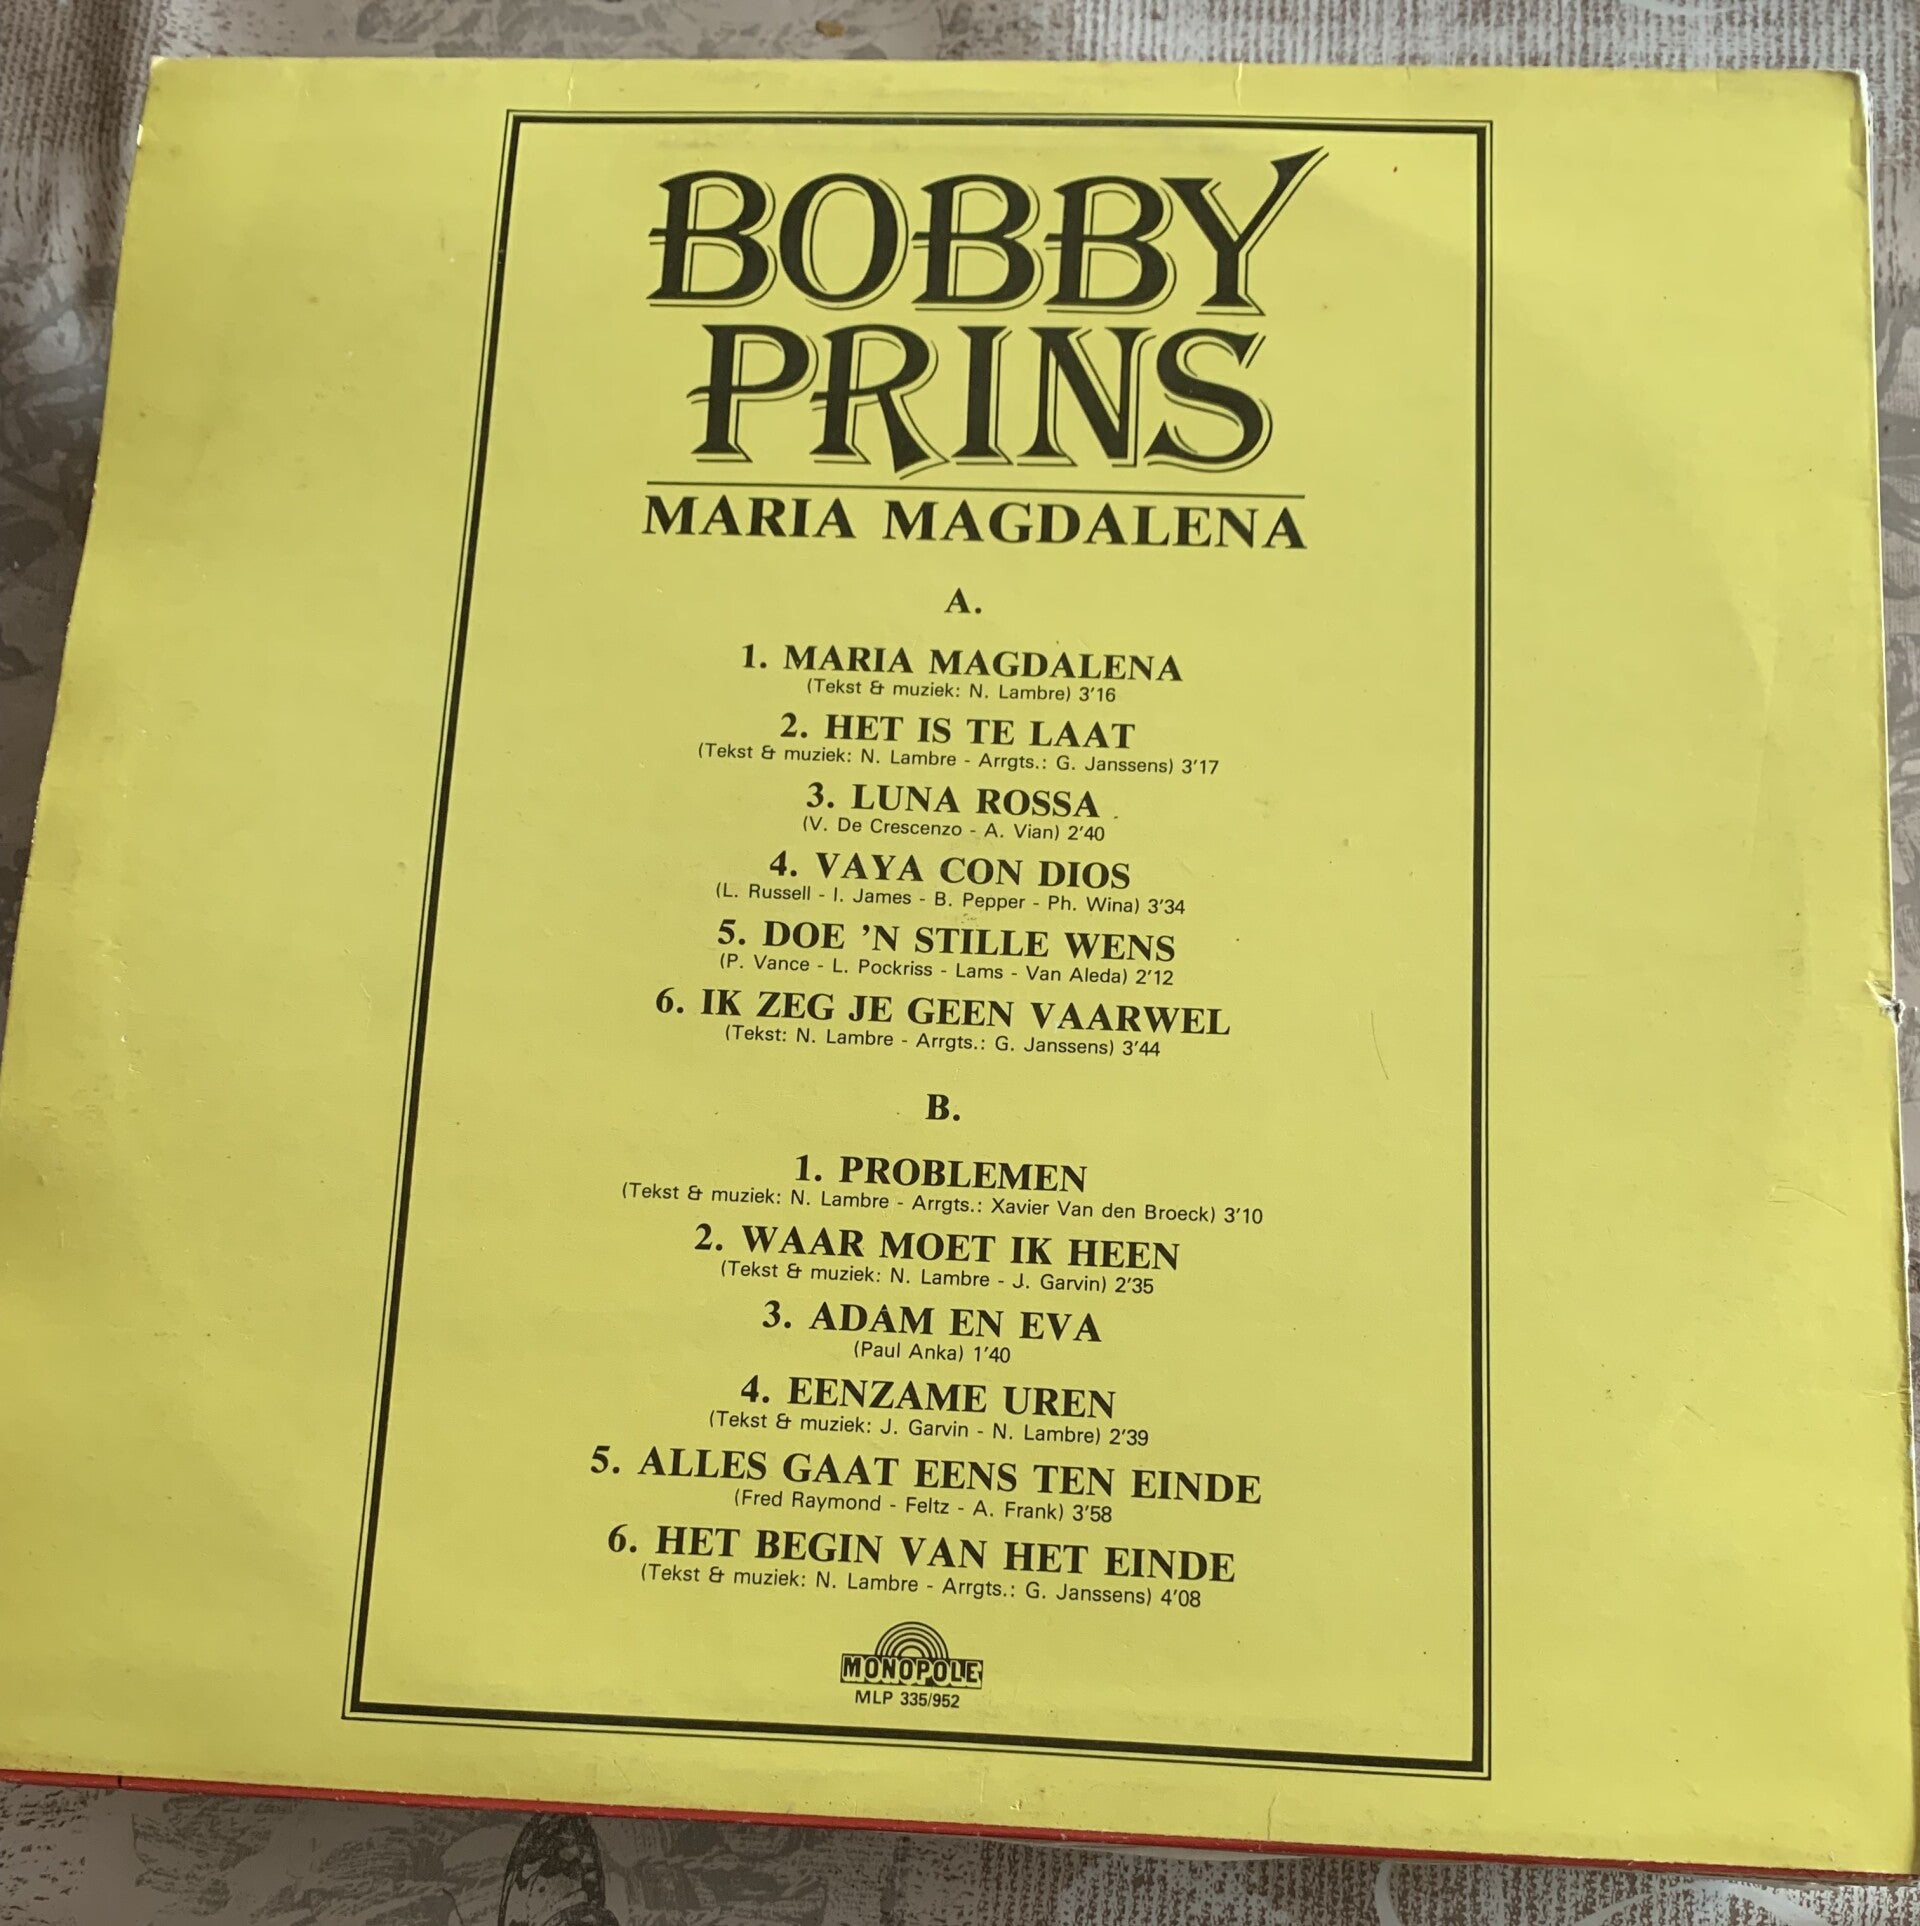 BOBBY
PRINS
MARIA MAGDALENA
A.
1. MARIA MAGDALENA
(Tekst & muziek: N. Lambre) 3'16
2. HET IS TE LAAT
(Tekst & muziek: N. Lambre - Arrgts.: G. Janssens) 3'17
3. LUNA ROSSA
(V. De Crescenzo - A. Vian) 2'40
4. VAYA CON DIOS
(L. Russell - I. James - B. Pepper - Ph. Wina) 3'34
5. DOE 'N STILLE WENS
(P. Vance - L. Pockriss - Lams - Van Aleda) 2'12
6. IK ZEG JE GEEN VAARWEL
(Tekst: N. Lambre - Arrgts.: G. Janssens) 3'44
B.
1. PROBLEMEN
(Tekst & muziek: N. Lambre - Arrgts.: Xavier Van den Broeck) 3'10
2. WAAR MOET IK HEEN
(Tekst & muziek: N. Lambre - J. Garvin) 2'35
3. ADAM EN EVA
(Paul Anka) 1'40
4. EENZAME UREN
(Tekst & muziek: J. Garvin - N. Lambre) 2'39
5. ALLES GAAT EENS TEN EINDE
(Fred Raymond - Feltz - A. Frank) 3'58
6. HET BEGIN VAN HET EINDE
(Tekst & muziek: N. Lambre - Arrgts.: G. Janssens) 4'08
MONOPOLE
MLP 335/952